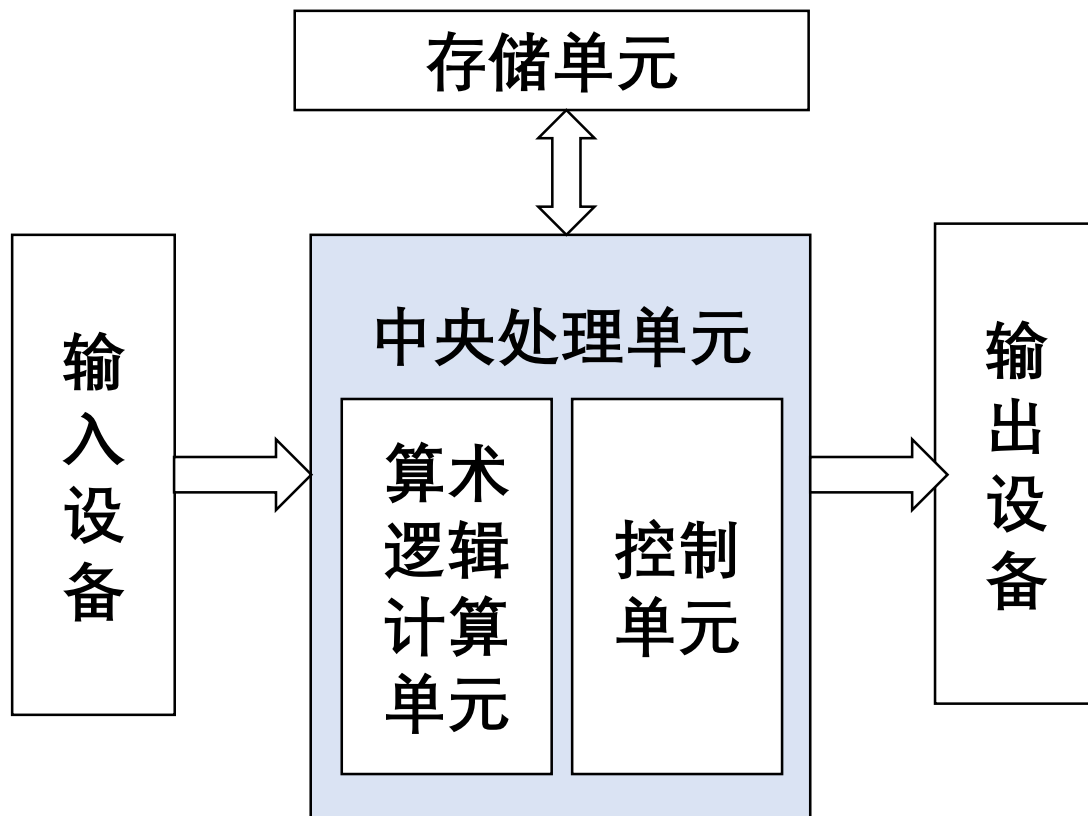 存储单元
输
入
设
备
中央处理单元
算术
逻辑
计算
单元
控制
单元
输
出
设
备